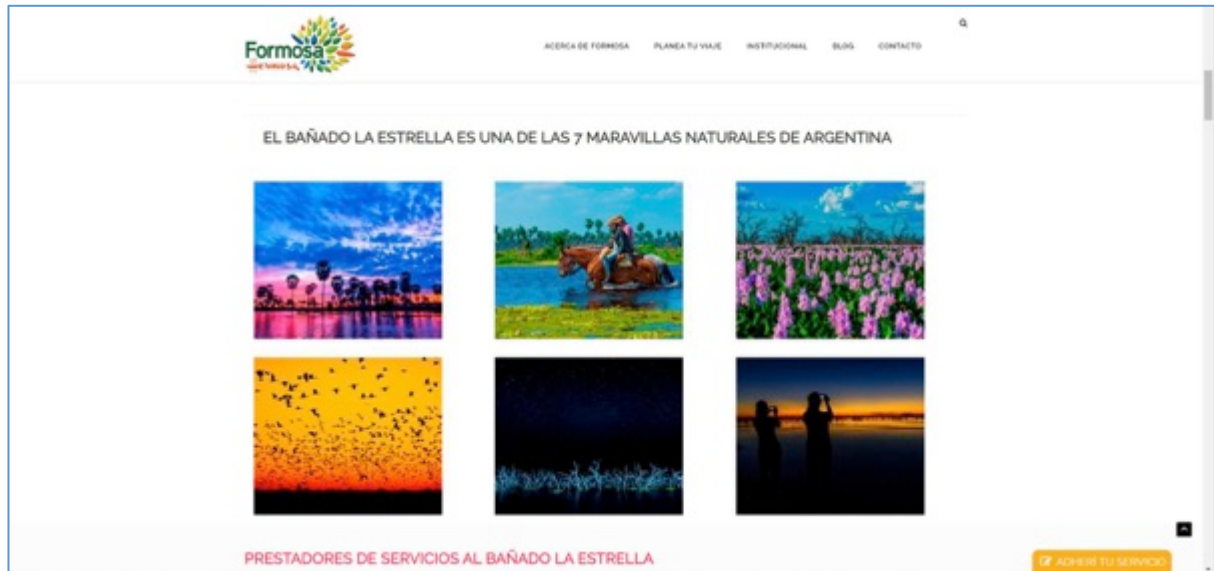 Formosa
HERMOSA
ACERCA DE FORMOSA PLANEA TU VIAJE INSTITUCIONAL BLOG CONTACTO
EL BAÑADO LA ESTRELLA ES UNA DE LAS 7 MARAVILLAS NATURALES DE ARGENTINA
PRESTADORES DE SERVICIOS AL BAÑADO LA ESTRELLA
ADHERÍ TU SERVICIO